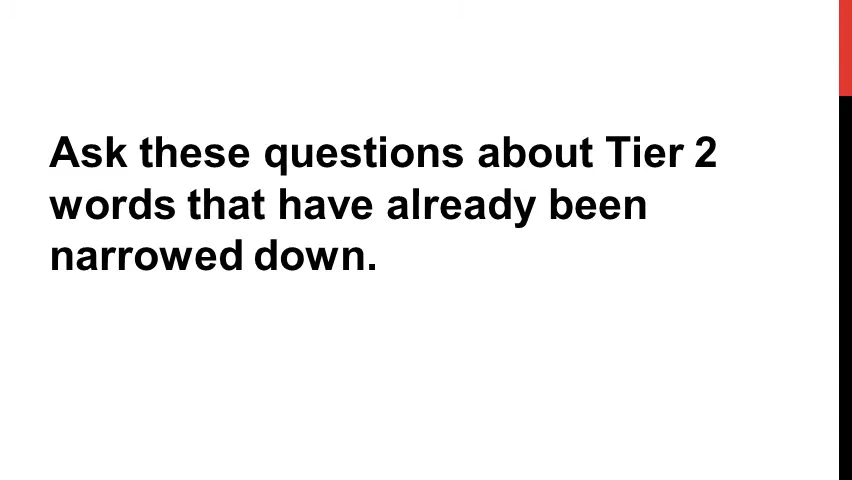 Ask these questions about Tier 2
words that have already been
narrowed down.